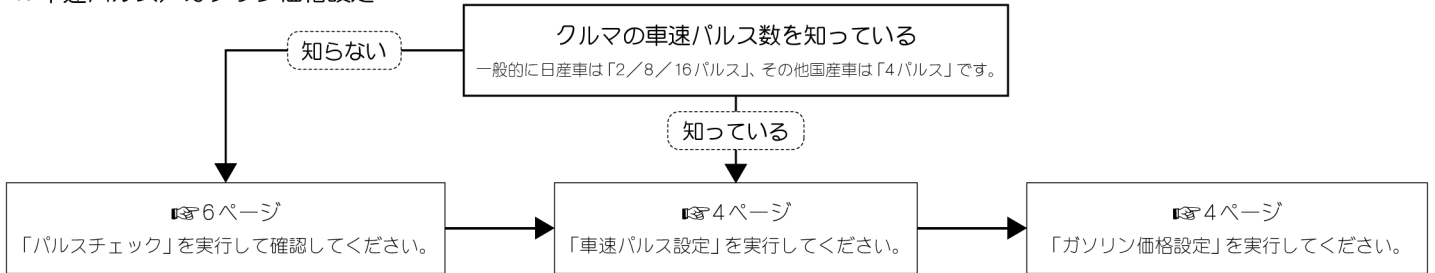 クルマの車速パルス数を知っている
一般的に日産車は「2／8／16パルス」、その他国産車は「4パルス」です。
知らない
知っている
☞6ページ
「パルスチェック」を実行して確認してください。
☞4ページ
「車速パルス設定」を実行してください。
☞4ページ
「ガソリン価格設定」を実行してください。